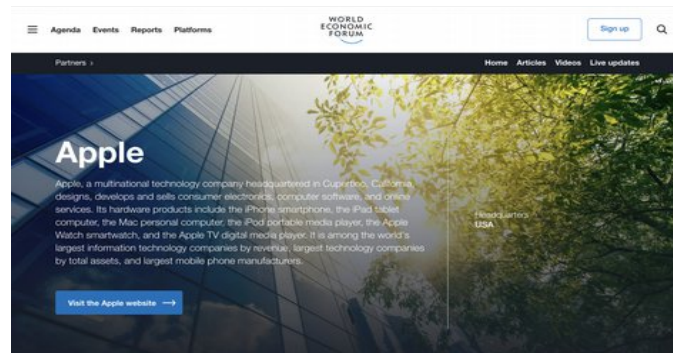 WORLD
ECONOMIC
FORUM
Agenda Events Reports Platforms
Sign up
Partners ›
Home Articles Videos Live updates
Apple
Apple, a multinational technology company headquartered in Cupertino, California,
designs, develops and sells consumer electronics, computer software, and online
services. Its hardware products include the iPhone smartphone, the iPad tablet
computer, the Mac personal computer, the iPod portable media player, the Apple
Watch smartwatch, and the Apple TV digital media player. It is among the world's
largest information technology companies by revenue, largest technology companies
by total assets, and largest mobile phone manufacturers.
Headquarters
USA
Visit the Apple website →